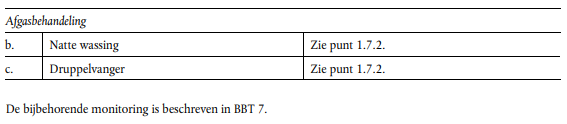 Afgasbehandeling
b. Natte wassing Zie punt 1.7.2.
c. Druppelvanger Zie punt 1.7.2.
De bijbehorende monitoring is beschreven in BBT 7.